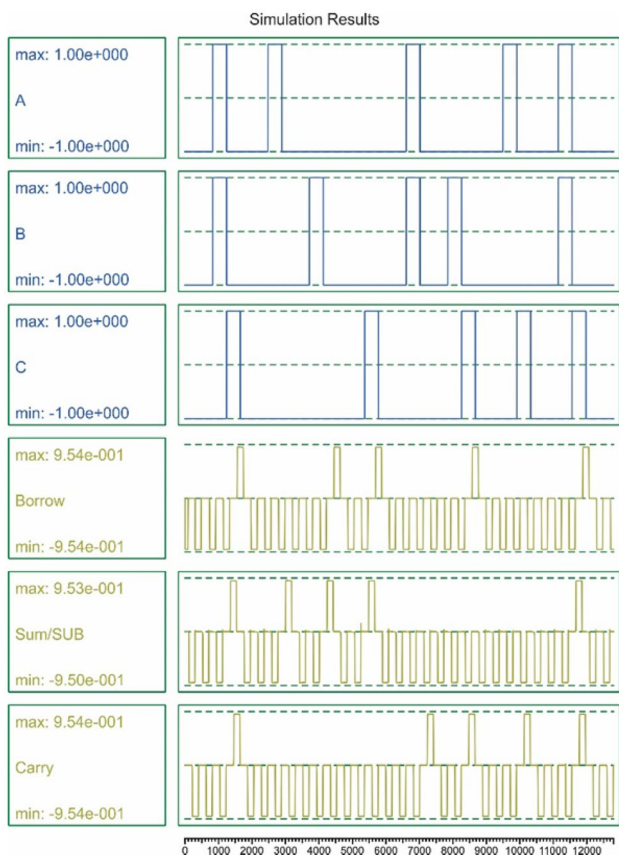 Simulation Results
max: 1.00e+000
A
min: -1.00e+000
max: 1.00e+000
B
min: -1.00e+000
max: 1.00e+000
C
min: -1.00e+000
max: 9.54e-001
Borrow
min: -9.54e-001
max: 9.53e-001
Sum/SUB
min: -9.50e-001
max: 9.54e-001
Carry
min: -9.54e-001
0 1000 2000 3000 4000 5000 6000 7000 8000 9000 10000 11000 12000